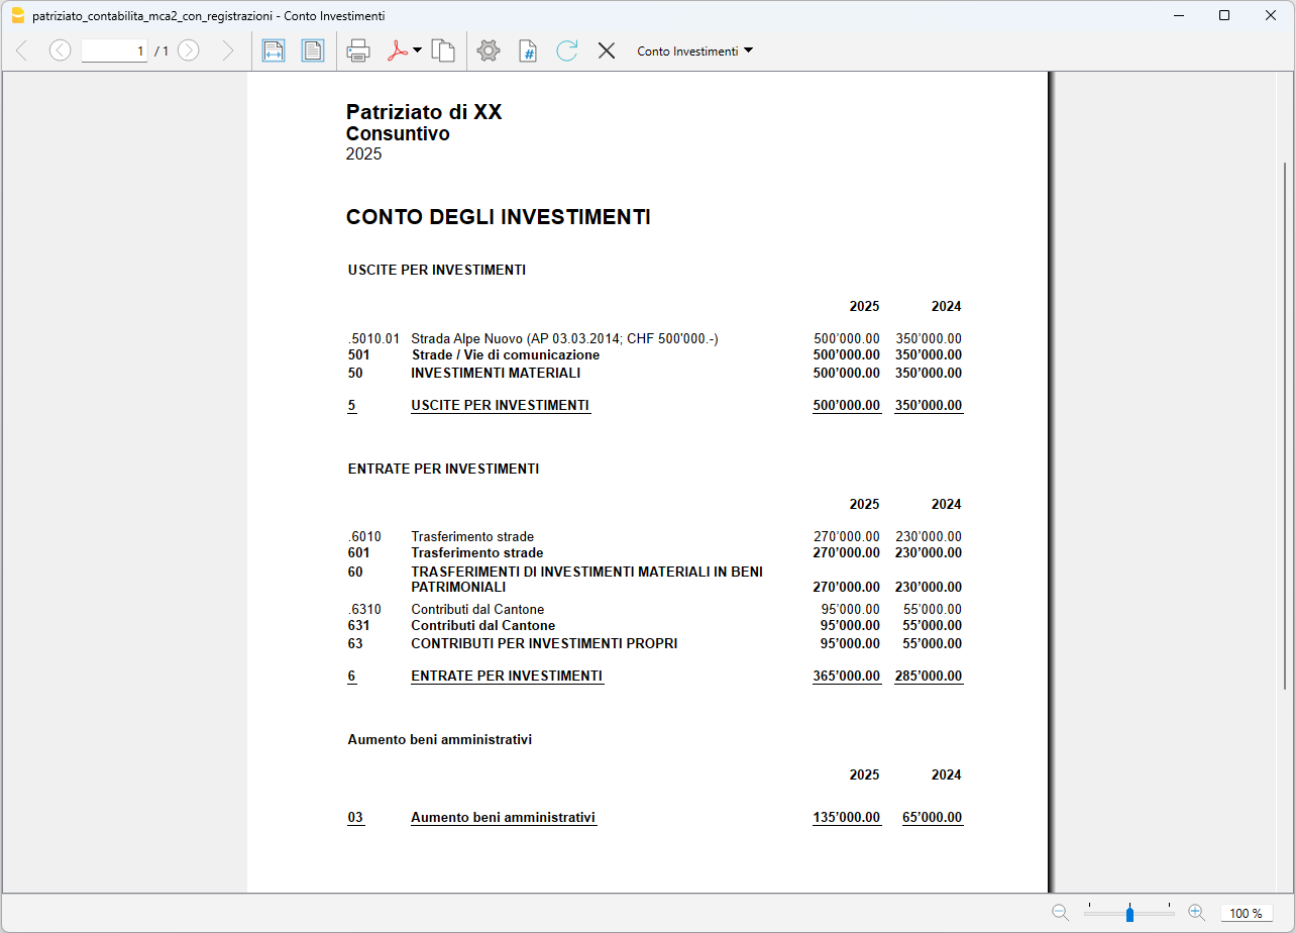 patriziato_contabilita_mca2_con_registrazioni - Conto Investimenti
1 / 1 # Conto Investimenti
Patriziato di XX
Consuntivo
2025
CONTO DEGLI INVESTIMENTI
USCITE PER INVESTIMENTI
2025 2024
.5010.01 Strada Alpe Nuovo (AP 03.03.2014; CHF 500'000.-) 500'000.00 350'000.00
501 Strade / Vie di comunicazione 500'000.00 350'000.00
50 INVESTIMENTI MATERIALI 500'000.00 350'000.00
5 USCITE PER INVESTIMENTI 500'000.00 350'000.00
ENTRATE PER INVESTIMENTI
2025 2024
.6010 Trasferimento strade 270'000.00 230'000.00
601 Trasferimento strade 270'000.00 230'000.00
60 TRASFERIMENTI DI INVESTIMENTI MATERIALI IN BENI
PATRIMONIALI 270'000.00 230'000.00
.6310 Contributi dal Cantone 95'000.00 55'000.00
631 Contributi dal Cantone 95'000.00 55'000.00
63 CONTRIBUTI PER INVESTIMENTI PROPRI 95'000.00 55'000.00
6 ENTRATE PER INVESTIMENTI 365'000.00 285'000.00
Aumento beni amministrativi
2025 2024
03 Aumento beni amministrativi 135'000.00 65'000.00
100 %